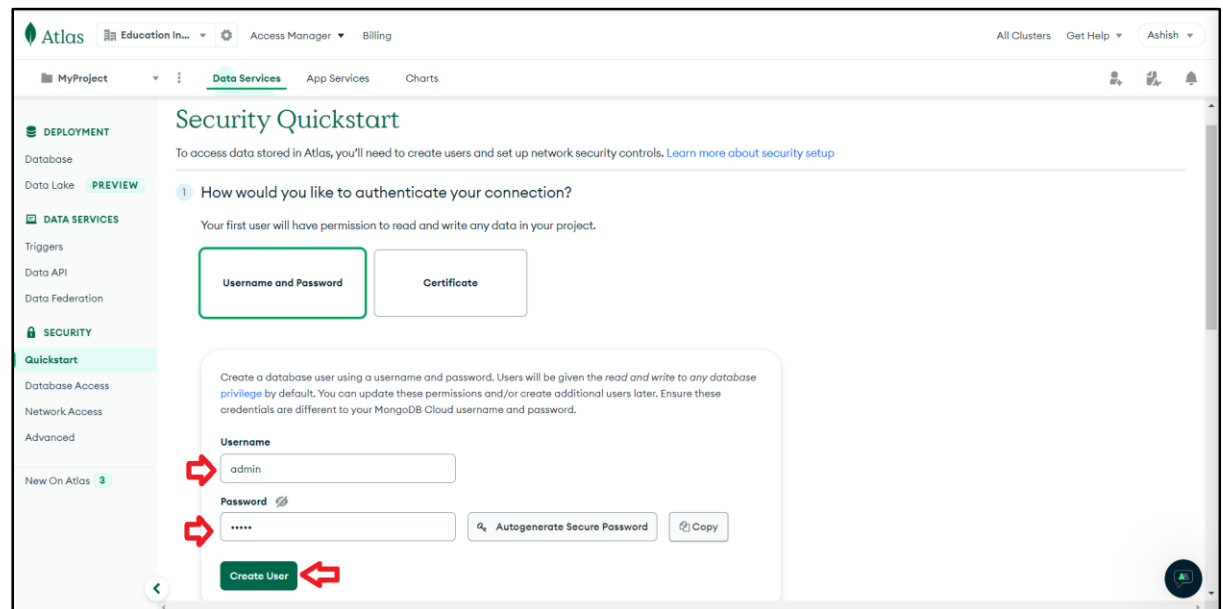 Atlas
Education In...
Access Manager
Billing
All Clusters
Get Help
Ashish
MyProject
Data Services
App Services
Charts
DEPLOYMENT
Database
Data Lake PREVIEW
DATA SERVICES
Triggers
Data API
Data Federation
SECURITY
Quickstart
Database Access
Network Access
Advanced
New On Atlas 3
Security Quickstart
To access data stored in Atlas, you'll need to create users and set up network security controls. Learn more about security setup
1 How would you like to authenticate your connection?
Your first user will have permission to read and write any data in your project.
Username and Password
Certificate
Create a database user using a username and password. Users will be given the read and write to any database
privilege by default. You can update these permissions and/or create additional users later. Ensure these
credentials are different to your MongoDB Cloud username and password.
Username
admin
Password
•••••
Autogenerate Secure Password
Copy
Create User